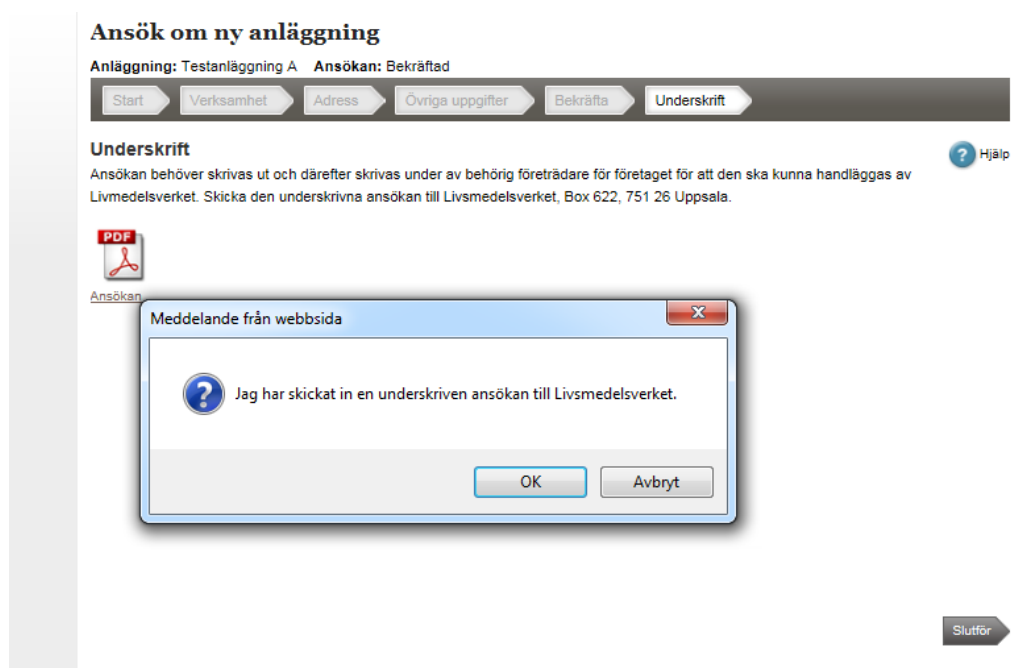 Ansök om ny anläggning
Anläggning: Testanläggning A Ansökan: Bekräftad
Start Verksamhet Adress Övriga uppgifter Bekräfta Underskrift
Underskrift
? Hjälp
Ansökan behöver skrivas ut och därefter skrivas under av behörig företrädare för företaget för att den ska kunna handläggas av
Livmedelsverket. Skicka den underskrivna ansökan till Livsmedelsverket, Box 622, 751 26 Uppsala.
PDF
Ansökan
Meddelande från webbsida
? Jag har skickat in en underskriven ansökan till Livsmedelsverket.
OK Avbryt
Slutför